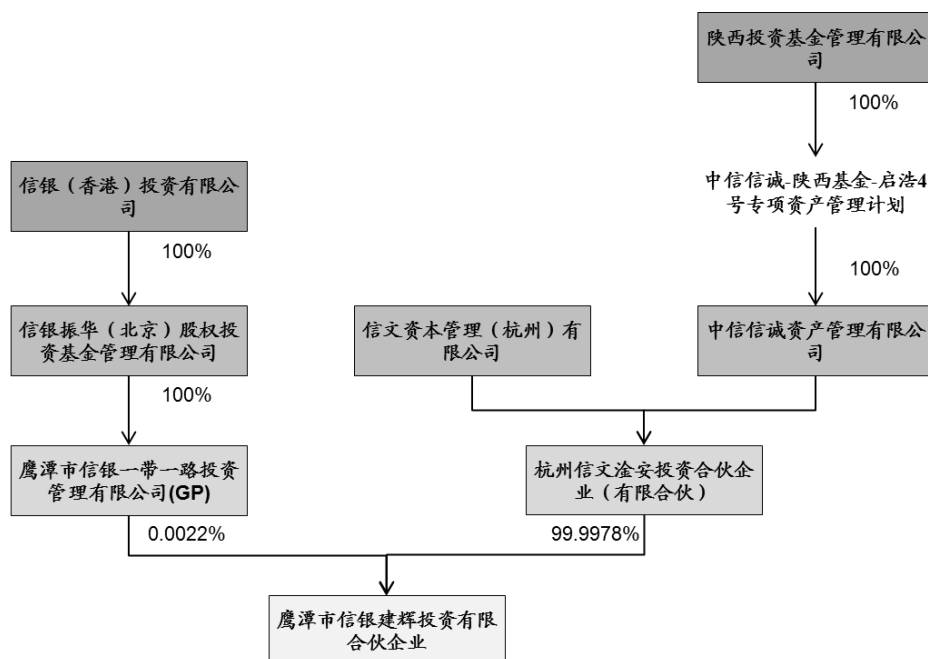 陕西投资基金管理有限公
司
100%
信银（香港）投资有限公
司
中信信诚-陕西基金-启浩4
号专项资产管理计划
100%
100%
信银振华（北京）股权投
资基金管理有限公司
信文资本管理（杭州）有
限公司
中信信诚资产管理有限公
司
100%
鹰潭市信银一带一路投资
管理有限公司(GP)
杭州信文淦安投资合伙企
业（有限合伙）
0.0022%
99.9978%
鹰潭市信银建辉投资有限
合伙企业